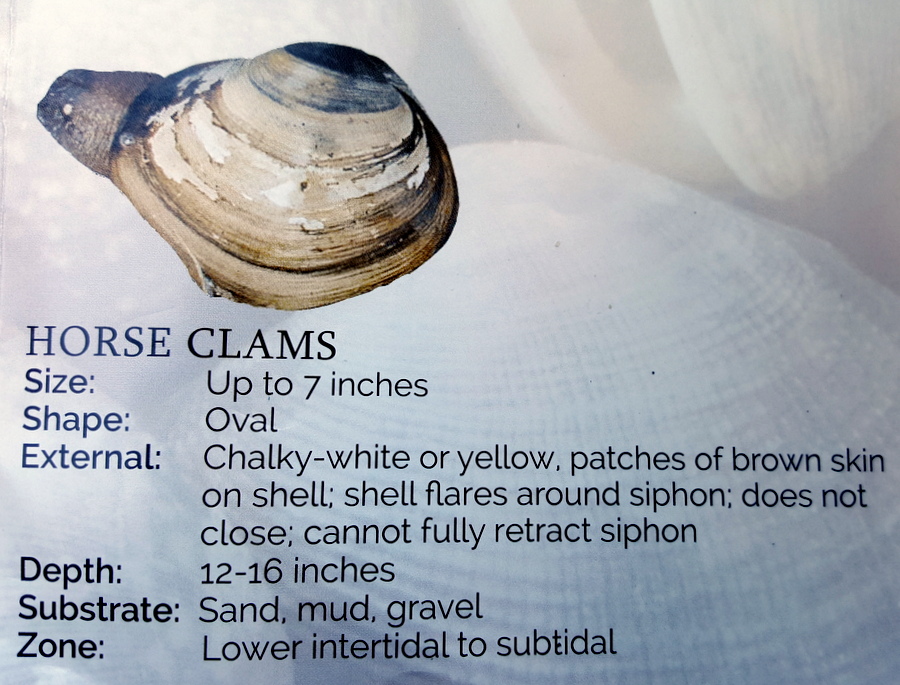 HORSE CLAMS
Size: Up to 7 inches
Shape: Oval
External: Chalky-white or yellow, patches of brown skin
on shell; shell flares around siphon; does not
close; cannot fully retract siphon
Depth: 12-16 inches
Substrate: Sand, mud, gravel
Zone: Lower intertidal to subtidal